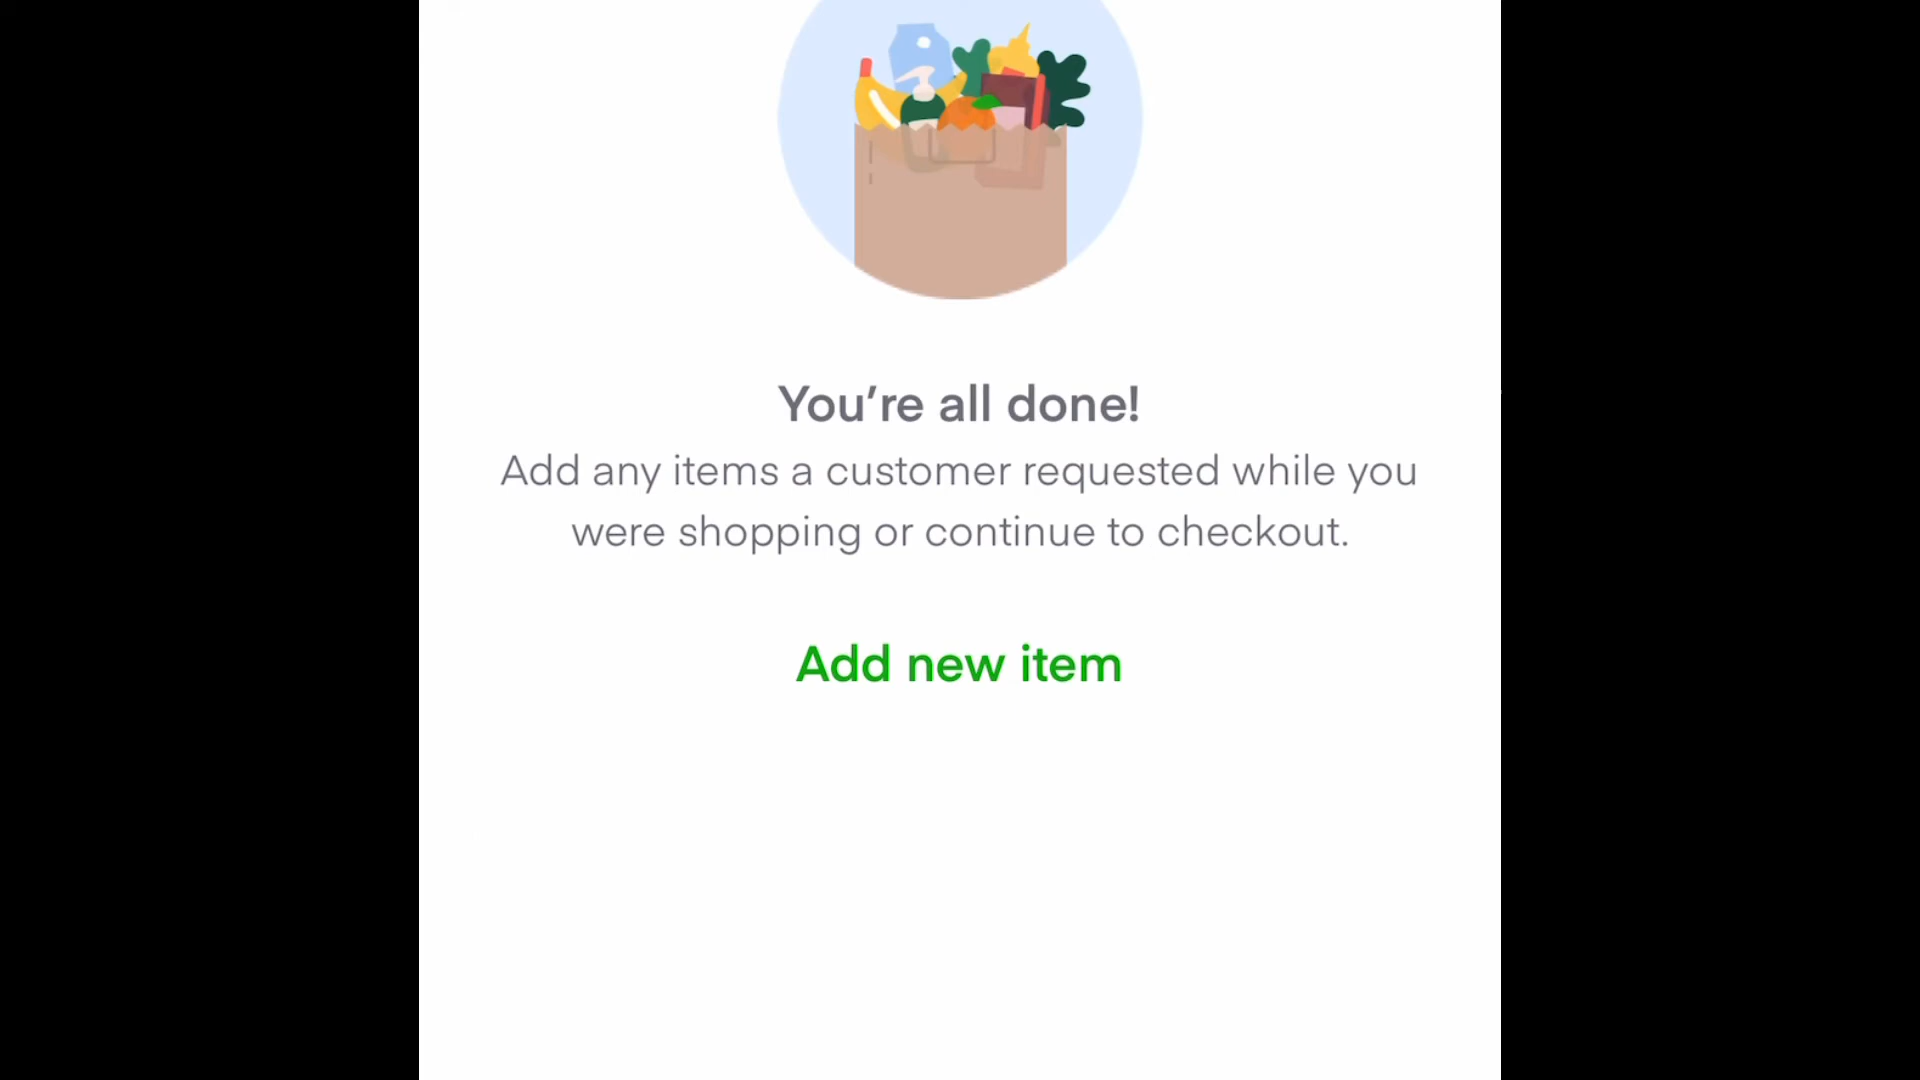 You’re all done!
Add any items a customer requested while you
were shopping or continue to checkout.
Add new item